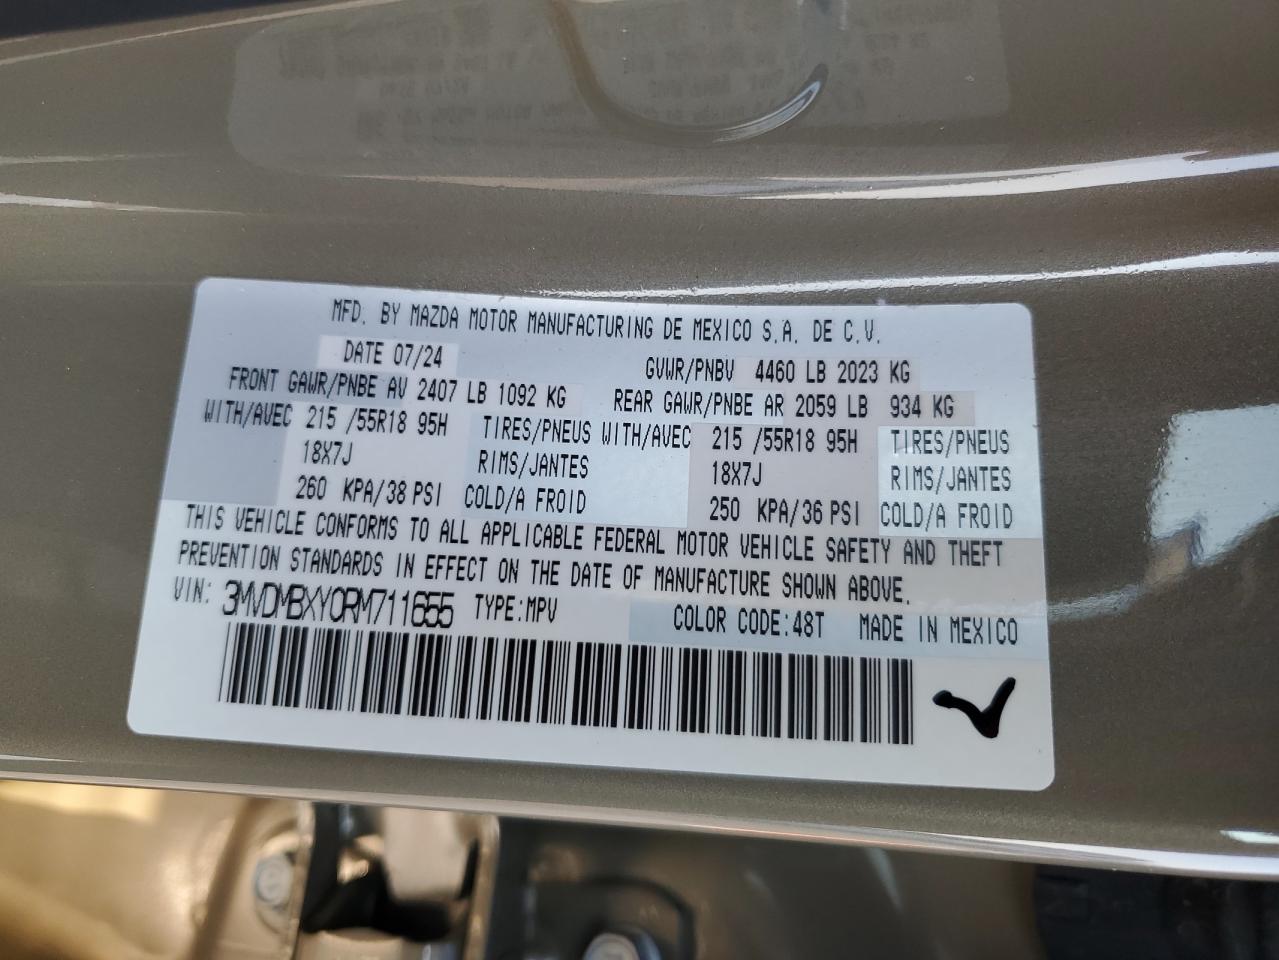 MFD. BY MAZDA MOTOR MANUFACTURING DE MEXICO S.A. DE C.V.
DATE 07/24 GVWR/PNBV 4460 LB 2023 KG
FRONT GAWR/PNBE AV 2407 LB 1092 KG REAR GAWR/PNBE AR 2059 LB 934 KG
WITH/AVEC 215 /55R18 95H TIRES/PNEUS WITH/AVEC 215 /55R18 95H TIRES/PNEUS
18X7J RIMS/JANTES 18X7J RIMS/JANTES
260 KPA/38 PSI COLD/A FROID 250 KPA/36 PSI COLD/A FROID
THIS VEHICLE CONFORMS TO ALL APPLICABLE FEDERAL MOTOR VEHICLE SAFETY AND THEFT
PREVENTION STANDARDS IN EFFECT ON THE DATE OF MANUFACTURE SHOWN ABOVE.
VIN: 3MVDMBXY0RM711655 TYPE:MPV COLOR CODE:48T MADE IN MEXICO